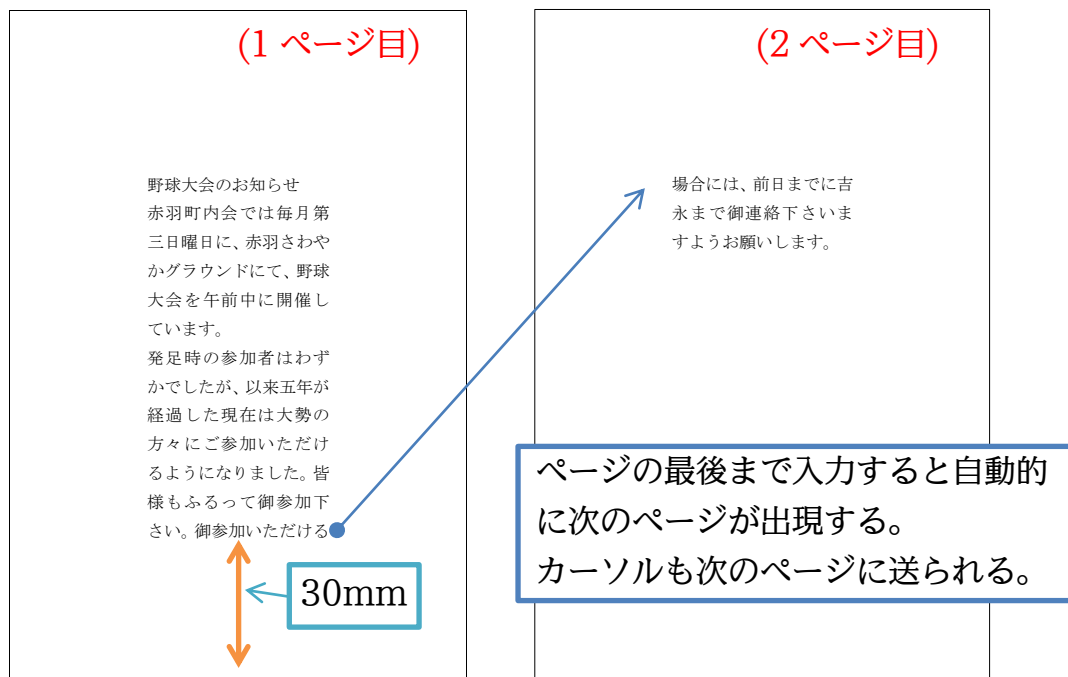 (1 ページ目)
野球大会のお知らせ
赤羽町内会では毎月第
三日曜日に、赤羽さわや
かグラウンドにて、野球
大会を午前中に開催し
ています。
発足時の参加者はわず
かでしたが、以来五年が
経過した現在は大勢の
方々にご参加いただけ
るようになりました。皆
様もふるって御参加下
さい。御参加いただける
30mm
(2 ページ目)
場合には、前日までに吉
永まで御連絡下さいま
すようお願いします。
ページの最後まで入力すると自動的
に次のページが出現する。
カーソルも次のページに送られる。